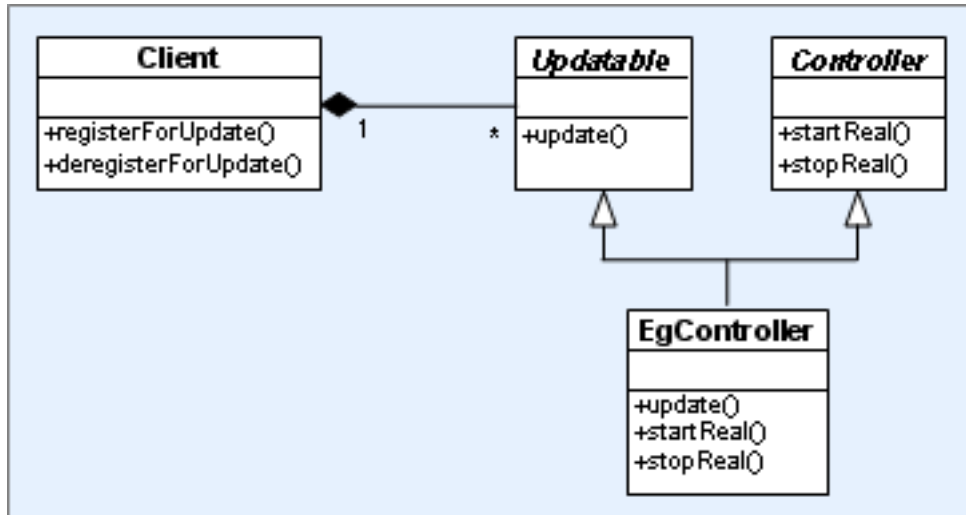 Client
+registerForUpdate()
+deregisterForUpdate()
1
*
Updatable
+update()
Controller
+startReal()
+stopReal()
EgController
+update()
+startReal()
+stopReal()